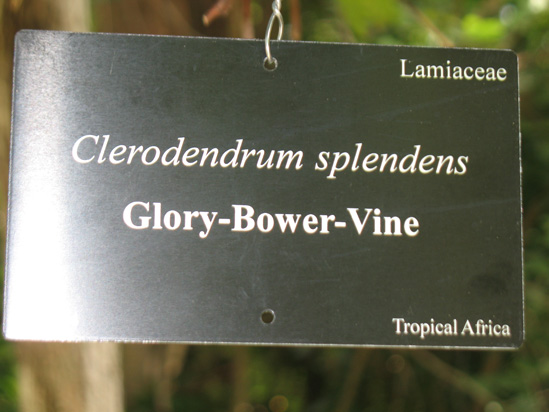 Lamiaceae
Clerodendrum splendens
Glory-Bower-Vine
Tropical Africa